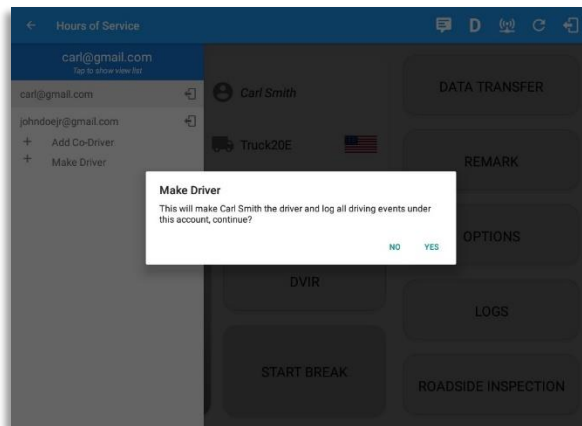 Hours of Service
D
carl@gmail.com
Tap to show view list
carl@gmail.com
johndoejr@gmail.com
+ Add Co-Driver
+ Make Driver
Carl Smith
Truck20E
DATA TRANSFER
REMARK
Make Driver
This will make Carl Smith the driver and log all driving events under
this account, continue?
NO YES
OPTIONS
DVIR
LOGS
START BREAK
ROADSIDE INSPECTION